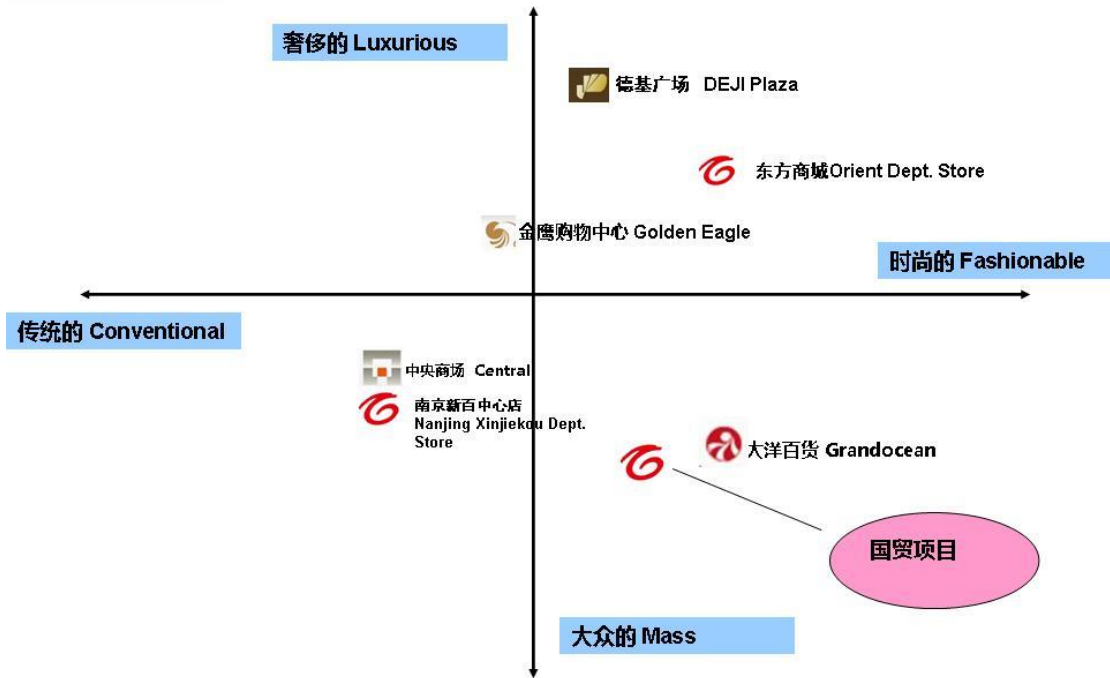 奢侈的 Luxurious
德基广场 DEJI Plaza
东方商城Orient Dept. Store
金鹰购物中心 Golden Eagle
时尚的 Fashionable
传统的 Conventional
中央商场 Central
南京新百中心店
Nanjing Xinjiekou Dept.
Store
大洋百货 Grandocean
国贸项目
大众的 Mass